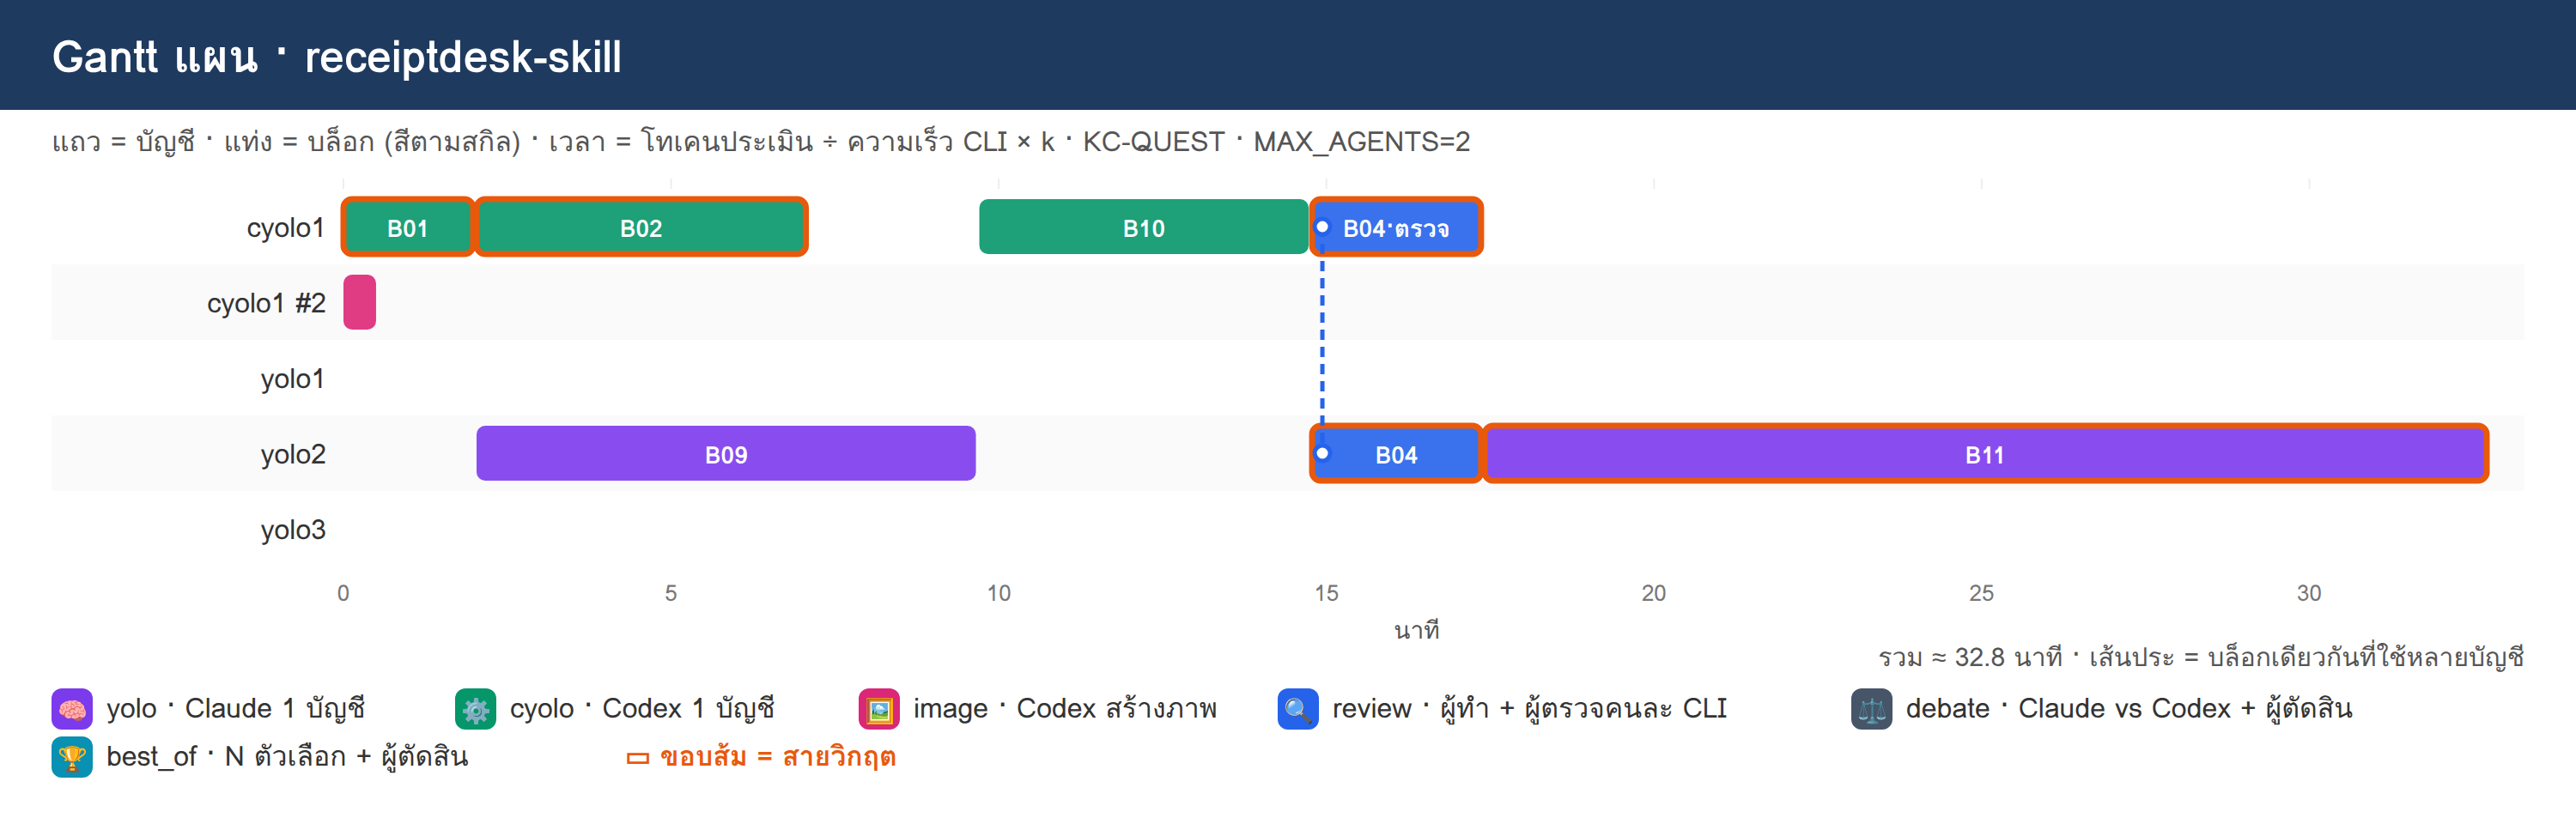 Gantt แผน · receiptdesk-skill
แถว = บัญชี · แท่ง = บล็อก (สีตามสกิล) · เวลา = โทเคนประเมิน ÷ ความเร็ว CLI × k · KC-QUEST · MAX_AGENTS=2
cyolo1 B01 B02 B10 B04·ตรวจ
cyolo1 #2
yolo1
yolo2 B09 B04 B11
yolo3
0 5 10 15 20 25 30
นาที
รวม ≈ 32.8 นาที · เส้นประ = บล็อกเดียวกันที่ใช้หลายบัญชี
yolo · Claude 1 บัญชี cyolo · Codex 1 บัญชี image · Codex สร้างภาพ review · ผู้ทำ + ผู้ตรวจคนละ CLI debate · Claude vs Codex + ผู้ตัดสิน
best_of · N ตัวเลือก + ผู้ตัดสิน ▭ ขอบส้ม = สายวิกฤต